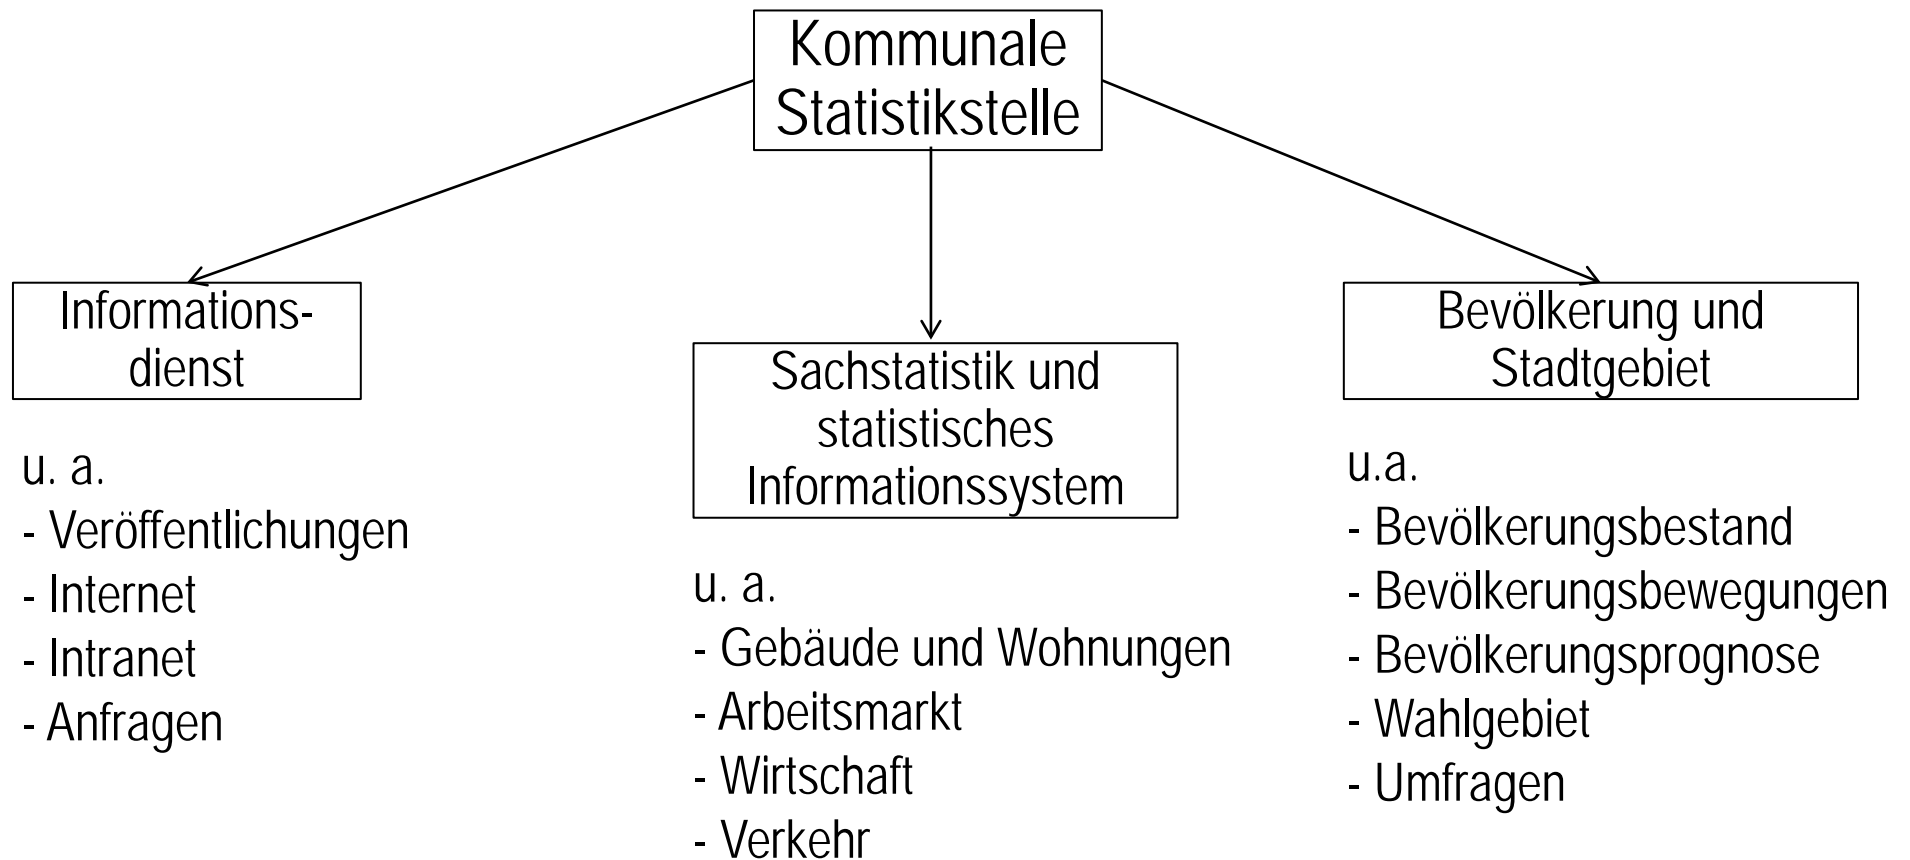 Kommunale
Statistikstelle
Informations-
dienst
u. a.
- Veröffentlichungen
- Internet
- Intranet
- Anfragen
Sachstatistik und
statistisches
Informationssystem
u. a.
- Gebäude und Wohnungen
- Arbeitsmarkt
- Wirtschaft
- Verkehr
Bevölkerung und
Stadtgebiet
u.a.
- Bevölkerungsbestand
- Bevölkerungsbewegungen
- Bevölkerungsprognose
- Wahlgebiet
- Umfragen